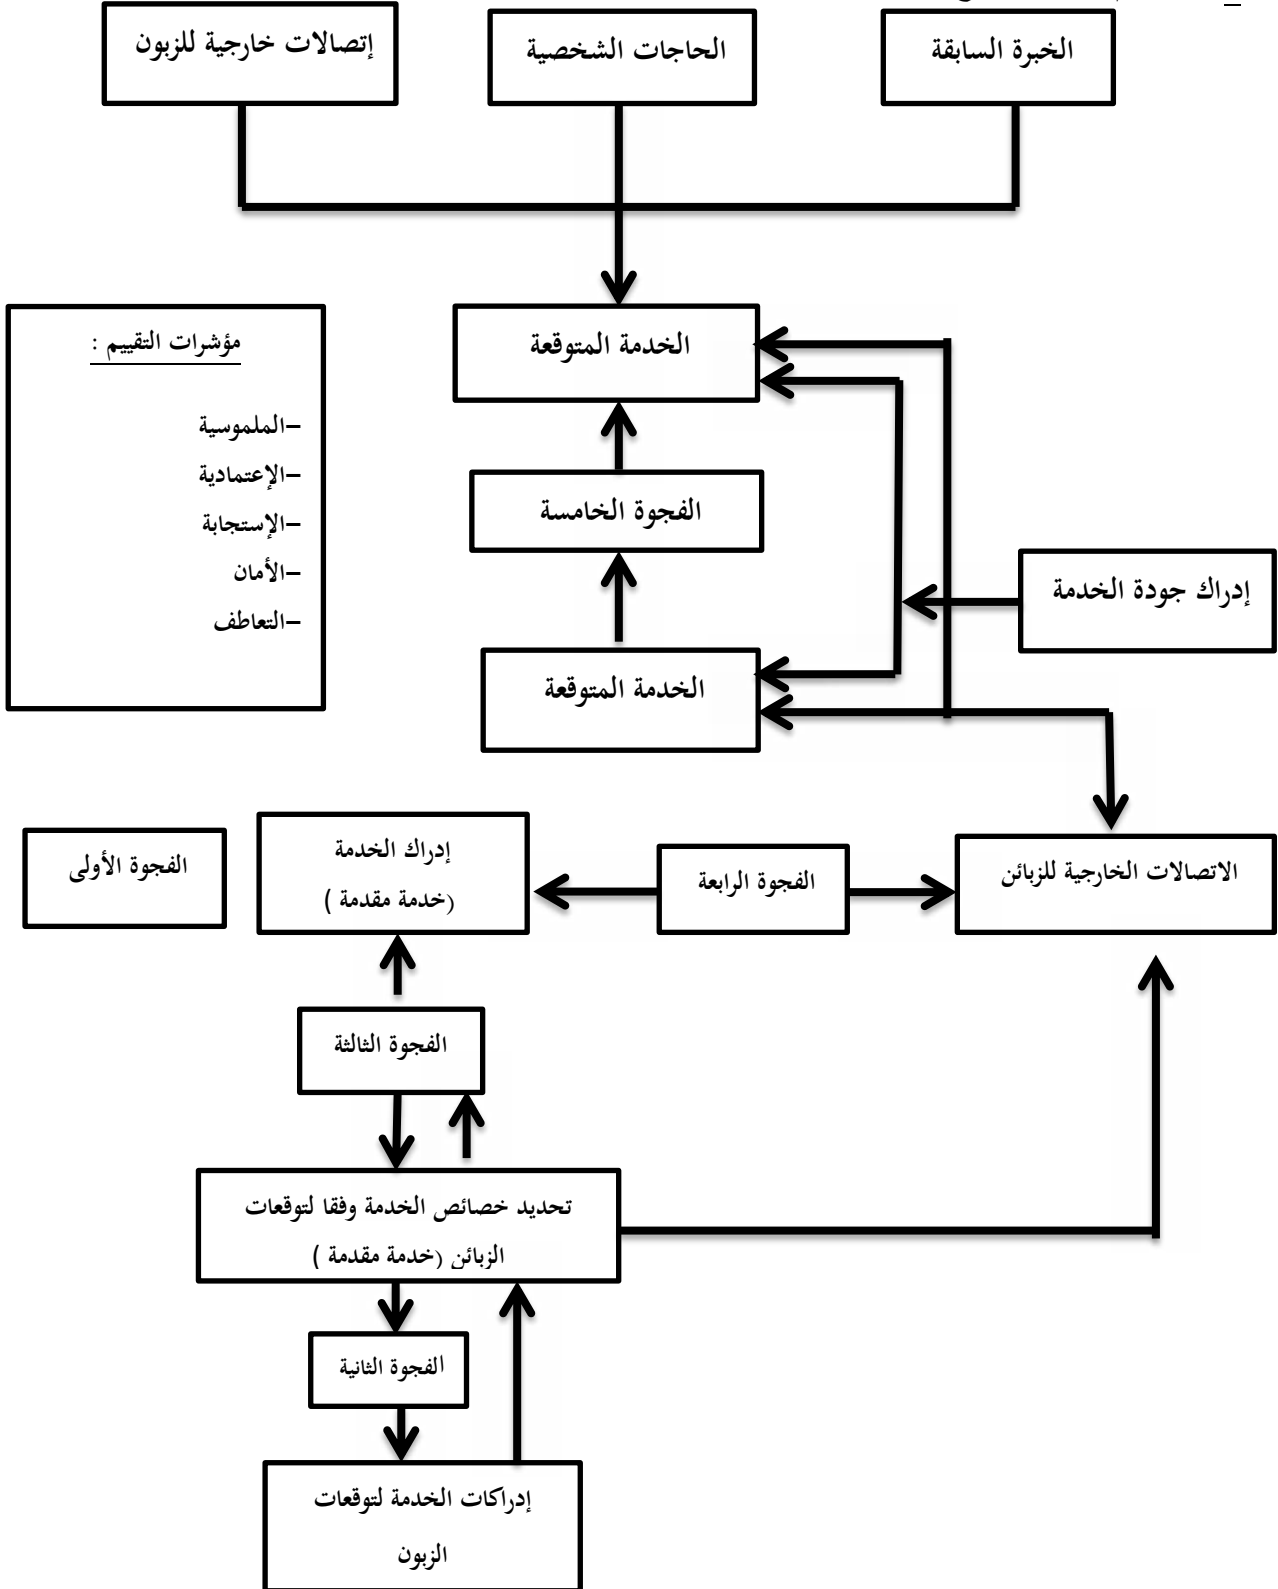 الخبرة السابقة
الحاجات الشخصية
إتصالات خارجية للزبون
الخدمة المتوقعة
مؤشرات التقييم :
–الملموسية
–الإعتمادية
–الإستجابة
–الأمان
–التعاطف
الفجوة الخامسة
إدراك جودة الخدمة
الخدمة المتوقعة
الاتصالات الخارجية للزبائن
الفجوة الرابعة
إدراك الخدمة
(خدمة مقدمة )
الفجوة الأولى
الفجوة الثالثة
تحديد خصائص الخدمة وفقا لتوقعات
الزبائن (خدمة مقدمة )
الفجوة الثانية
إدراكات الخدمة لتوقعات
الزبون